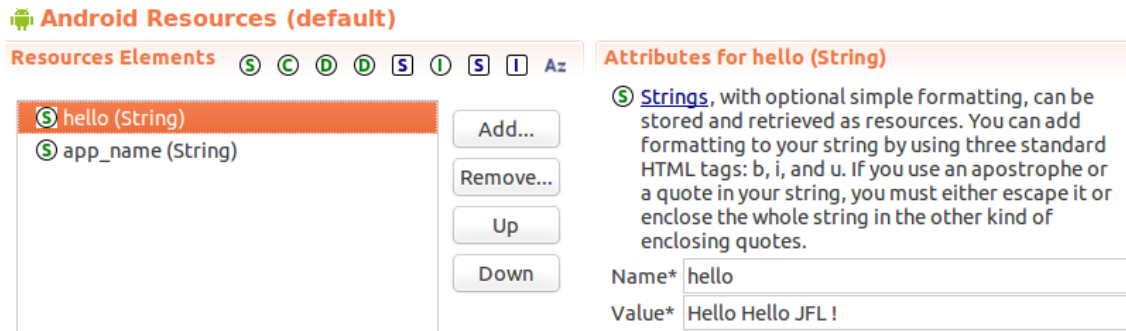 Android Resources (default)
Resources Elements S C D D S I S I Az
S hello (String)
S app_name (String)
Add...
Remove...
Up
Down
Attributes for hello (String)
S Strings, with optional simple formatting, can be
stored and retrieved as resources. You can add
formatting to your string by using three standard
HTML tags: b, i, and u. If you use an apostrophe or
a quote in your string, you must either escape it or
enclose the whole string in the other kind of
enclosing quotes.
Name* hello
Value* Hello Hello JFL !